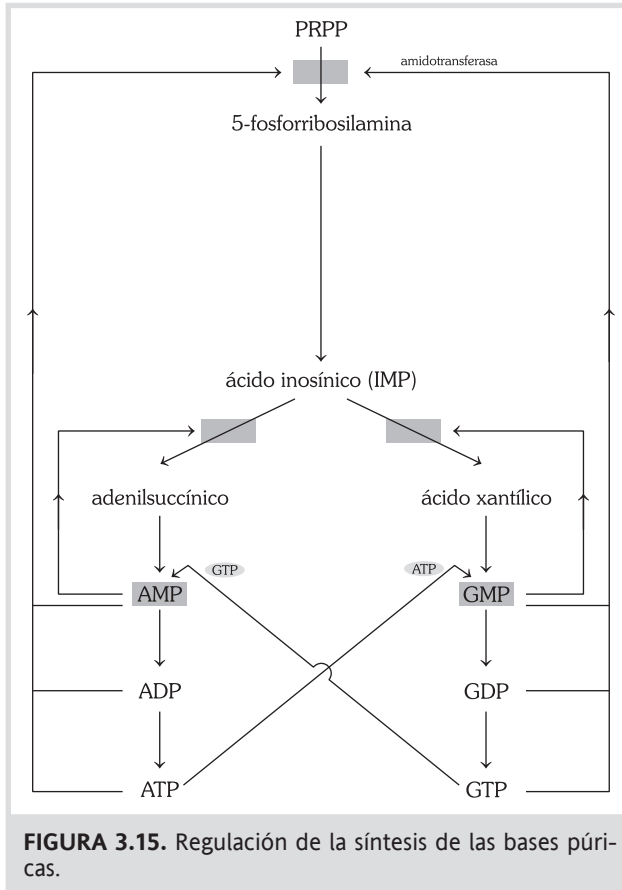 PRPP
amidotransferasa
5-fosforribosilamina
ácido inosínico (IMP)
adenilsuccínico
ácido xantílico
GTP
ATP
AMP
GMP
ADP
GDP
ATP
GTP
FIGURA 3.15. Regulación de la síntesis de las bases púri-
cas.